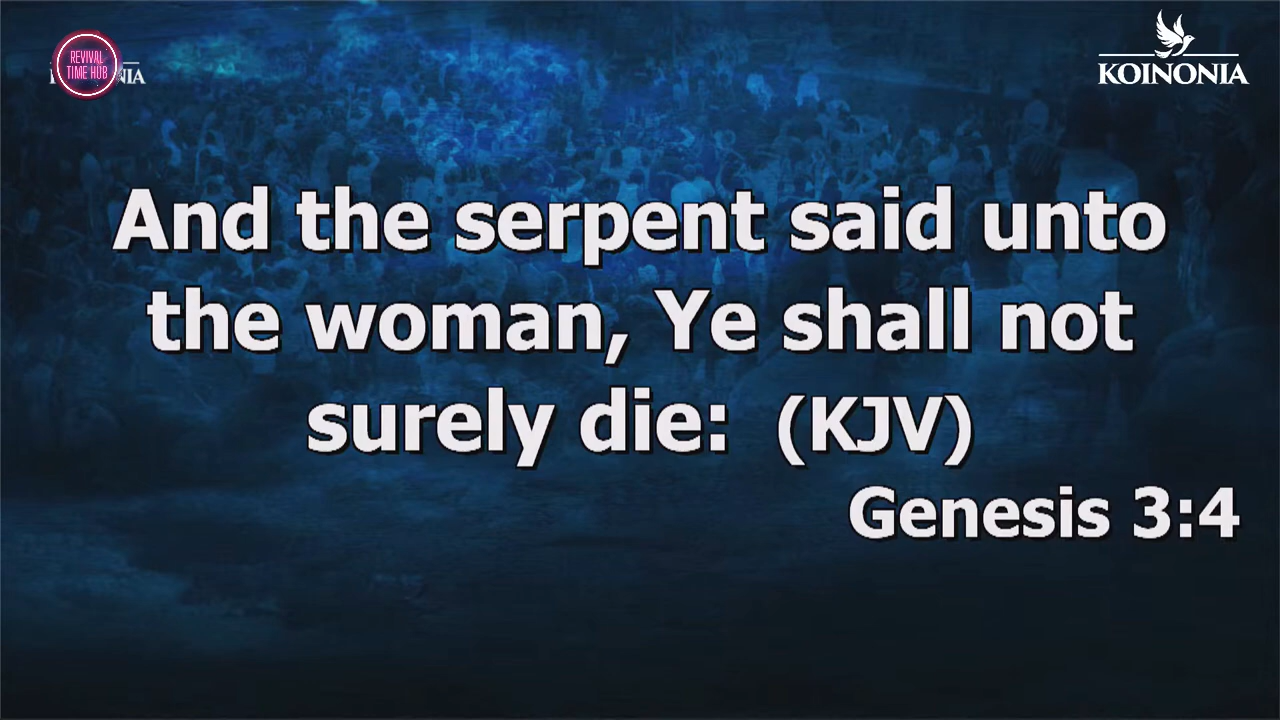 REVIVAL
TIME HUB
NIA
KOINONIA
And the serpent said unto
the woman, Ye shall not
surely die:  (KJV)
Genesis 3:4